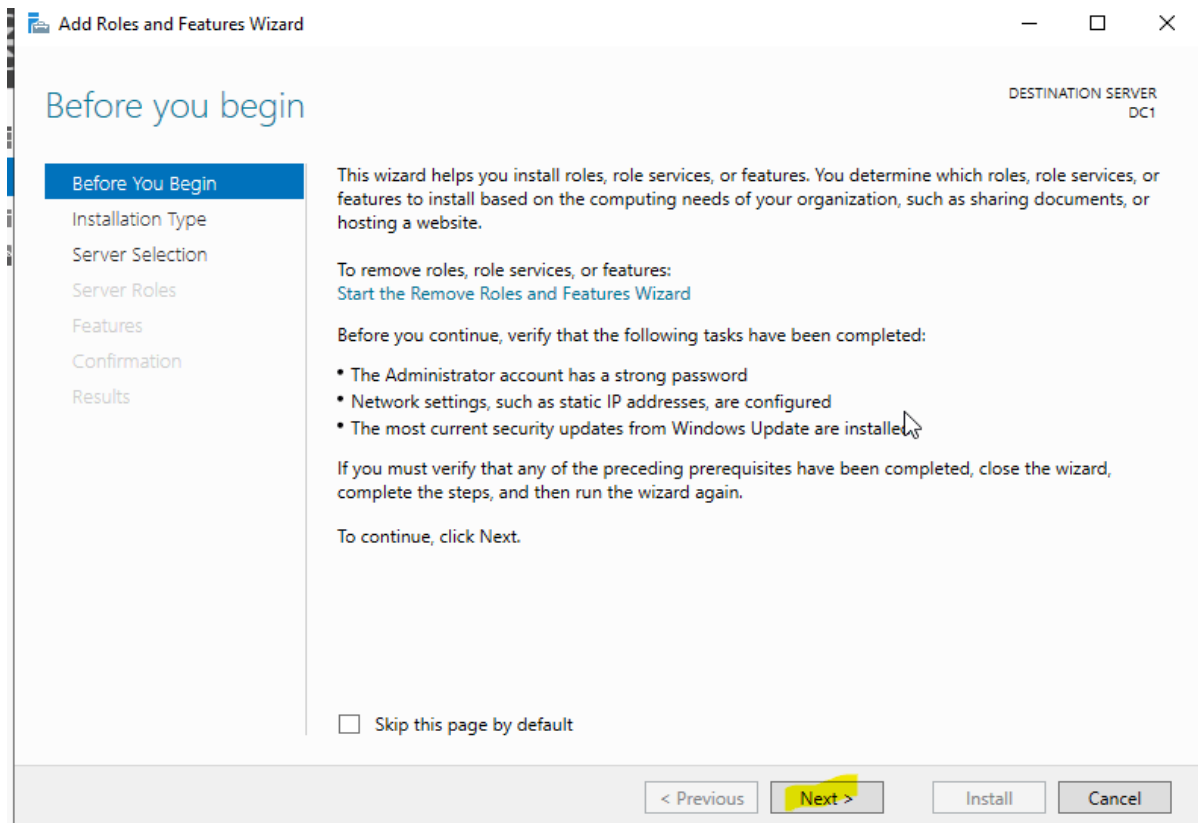 Add Roles and Features Wizard
Before you begin
DESTINATION SERVER
DC1
Before You Begin
Installation Type
Server Selection
Server Roles
Features
Confirmation
Results
This wizard helps you install roles, role services, or features. You determine which roles, role services, or
features to install based on the computing needs of your organization, such as sharing documents, or
hosting a website.
To remove roles, role services, or features:
Start the Remove Roles and Features Wizard
Before you continue, verify that the following tasks have been completed:
• The Administrator account has a strong password
• Network settings, such as static IP addresses, are configured
• The most current security updates from Windows Update are installed
If you must verify that any of the preceding prerequisites have been completed, close the wizard,
complete the steps, and then run the wizard again.
To continue, click Next.
Skip this page by default
< Previous
Next >
Install
Cancel